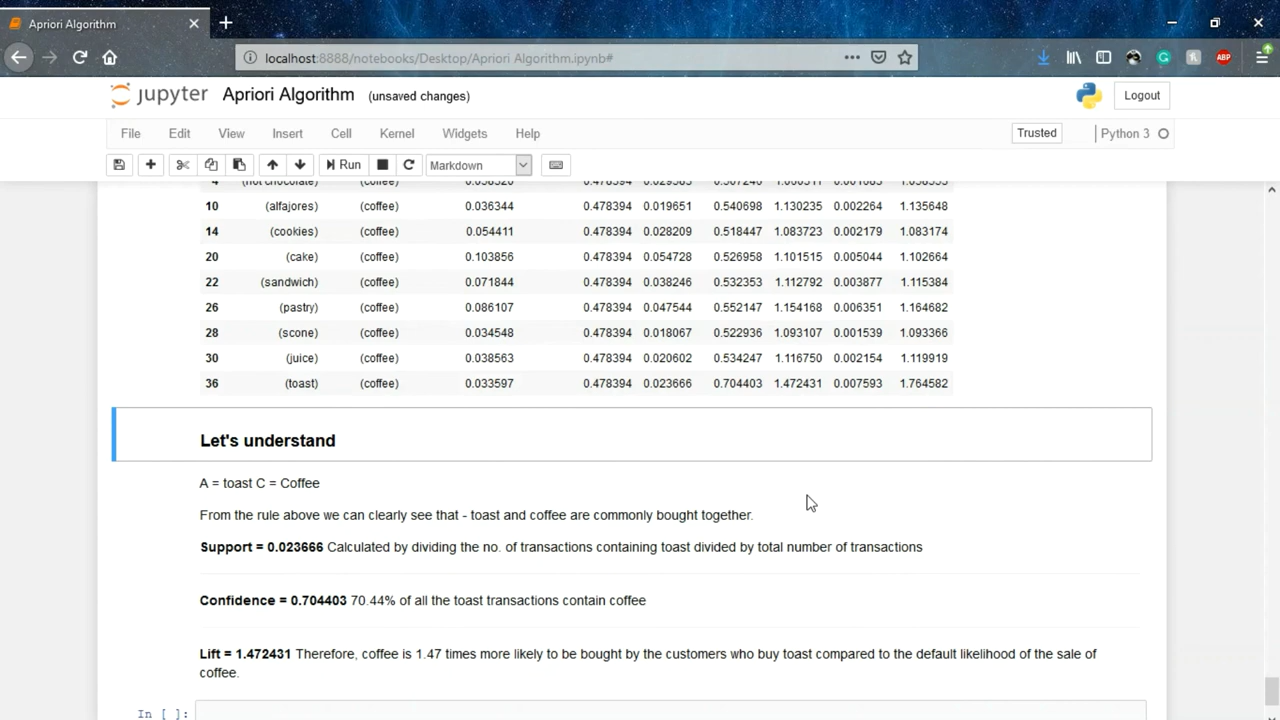 Apriori Algorithm
localhost:8888/notebooks/Desktop/Apriori Algorithm.ipynb#
ABP
jupyter Apriori Algorithm (unsaved changes)
Logout
File Edit View Insert Cell Kernel Widgets Help
Trusted
Python 3
Run
Markdown
4 (hot chocolate) (coffee) 0.478394
10 (alfajores) (coffee) 0.036344 0.478394 0.019651 0.540698 1.130235 0.002264 1.135648
14 (cookies) (coffee) 0.054411 0.478394 0.028209 0.518447 1.083723 0.002179 1.083174
20 (cake) (coffee) 0.103856 0.478394 0.054728 0.526958 1.101515 0.005044 1.102664
22 (sandwich) (coffee) 0.071844 0.478394 0.038246 0.532353 1.112792 0.003877 1.115384
26 (pastry) (coffee) 0.086107 0.478394 0.047544 0.552147 1.154168 0.006351 1.164682
28 (scone) (coffee) 0.034548 0.478394 0.018067 0.522936 1.093107 0.001539 1.093366
30 (juice) (coffee) 0.038563 0.478394 0.020602 0.534247 1.116750 0.002154 1.119919
36 (toast) (coffee) 0.033597 0.478394 0.023666 0.704403 1.472431 0.007593 1.764582
Let's understand
A = toast C = Coffee
From the rule above we can clearly see that - toast and coffee are commonly bought together.
Support = 0.023666 Calculated by dividing the no. of transactions containing toast divided by total number of transactions
Confidence = 0.704403 70.44% of all the toast transactions contain coffee
Lift = 1.472431 Therefore, coffee is 1.47 times more likely to be bought by the customers who buy toast compared to the default likelihood of the sale of
coffee.
In [ ]: